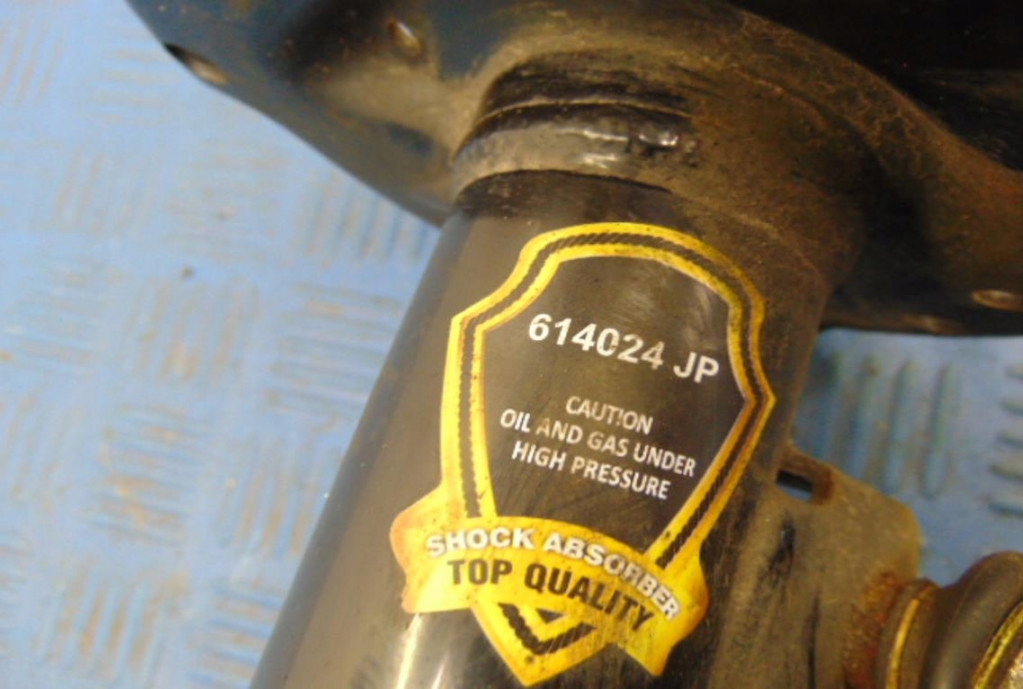 614024 JP
CAUTION
OIL AND GAS UNDER
HIGH PRESSURE
SHOCK ABSORBER
TOP QUALITY